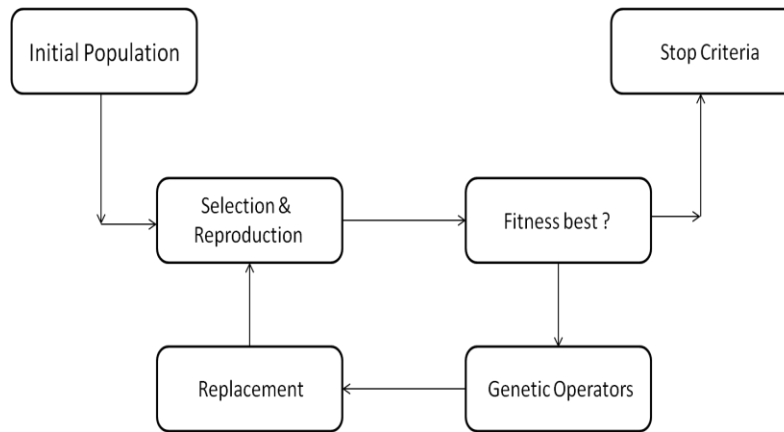 Initial Population
Stop Criteria
Selection &
Reproduction
Fitness best ?
Replacement
Genetic Operators